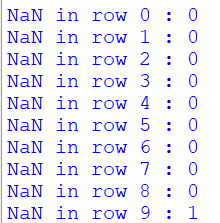 NaN in row 0 : 0
NaN in row 1 : 0
NaN in row 2 : 0
NaN in row 3 : 0
NaN in row 4 : 0
NaN in row 5 : 0
NaN in row 6 : 0
NaN in row 7 : 0
NaN in row 8 : 0
NaN in row 9 : 1